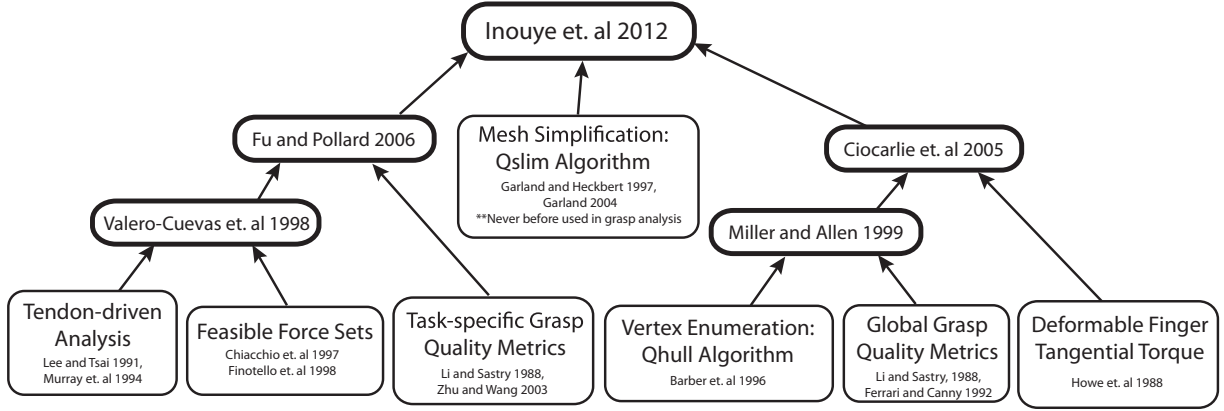 Inouye et. al 2012
Fu and Pollard 2006
Mesh Simplification:
Qslim Algorithm
Garland and Heckbert 1997,
Garland 2004
**Never before used in grasp analysis
Ciocarlie et. al 2005
Valero-Cuevas et. al 1998
Miller and Allen 1999
Tendon-driven
Analysis
Lee and Tsai 1991,
Murray et. al 1994
Feasible Force Sets
Chiacchio et. al 1997
Finotello et. al 1998
Task-specific Grasp
Quality Metrics
Li and Sastry 1988,
Zhu and Wang 2003
Vertex Enumeration:
Qhull Algorithm
Barber et. al 1996
Global Grasp
Quality Metrics
Li and Sastry, 1988,
Ferrari and Canny 1992
Deformable Finger
Tangential Torque
Howe et. al 1988